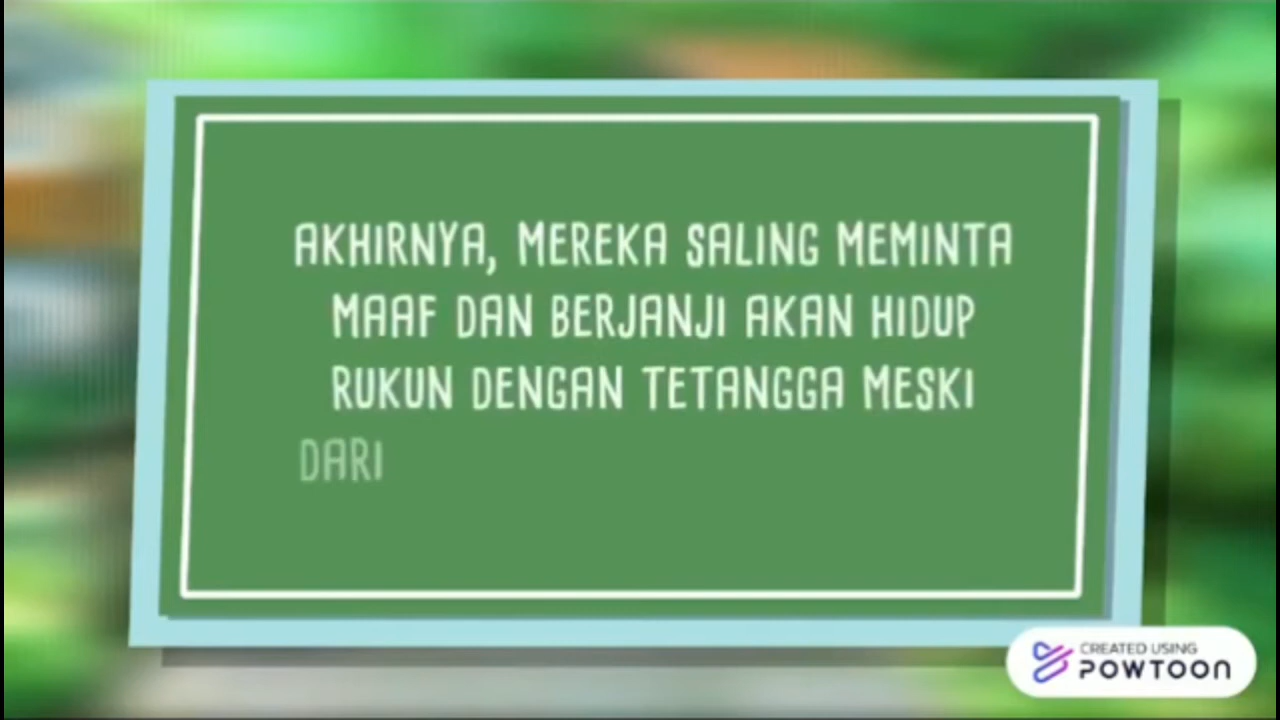 AKHIRNYA, MEREKA SALING MEMINTA
MAAF DAN BERJANJI AKAN HIDUP
RUKUN DENGAN TETANGGA MESKI
DARI
CREATED USING
POWTOON